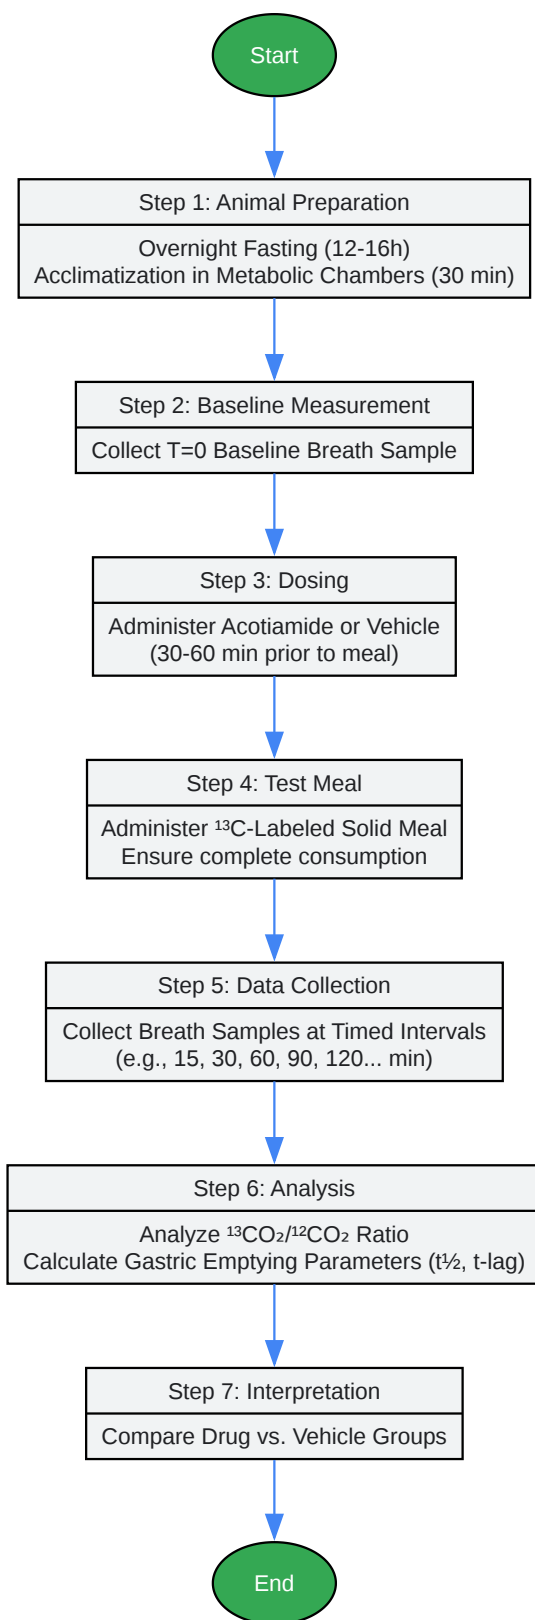 Start
Step 1: Animal Preparation
Overnight Fasting (12-16h)
Acclimatization in Metabolic Chambers (30 min)
Step 2: Baseline Measurement
Collect T=0 Baseline Breath Sample
Step 3: Dosing
Administer Acotiamide or Vehicle
(30-60 min prior to meal)
Step 4: Test Meal
Administer ¹³C-Labeled Solid Meal
Ensure complete consumption
Step 5: Data Collection
Collect Breath Samples at Timed Intervals
(e.g., 15, 30, 60, 90, 120... min)
Step 6: Analysis
Analyze ¹³CO₂/¹²CO₂ Ratio
Calculate Gastric Emptying Parameters (t½, t-lag)
Step 7: Interpretation
Compare Drug vs. Vehicle Groups
End